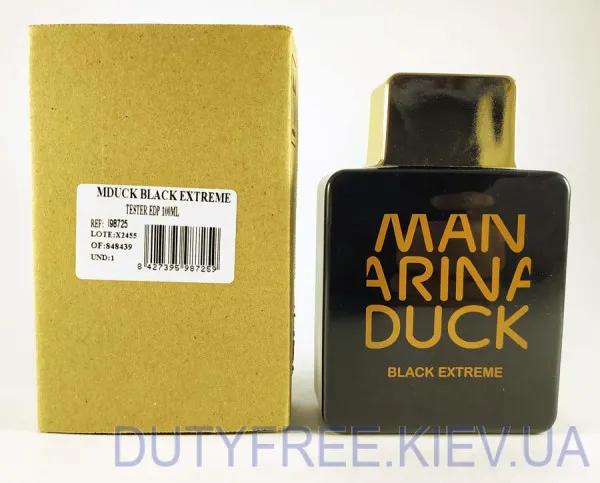 MDUCK BLACK EXTREME
TESTER EDP 100ML
REF: I98725
LOTE:X2455
OF:848439
UND:1
8 427395 987259
MAN
ARINA
DUCK
BLACK EXTREME
DUTYFREE.KIEV.UA